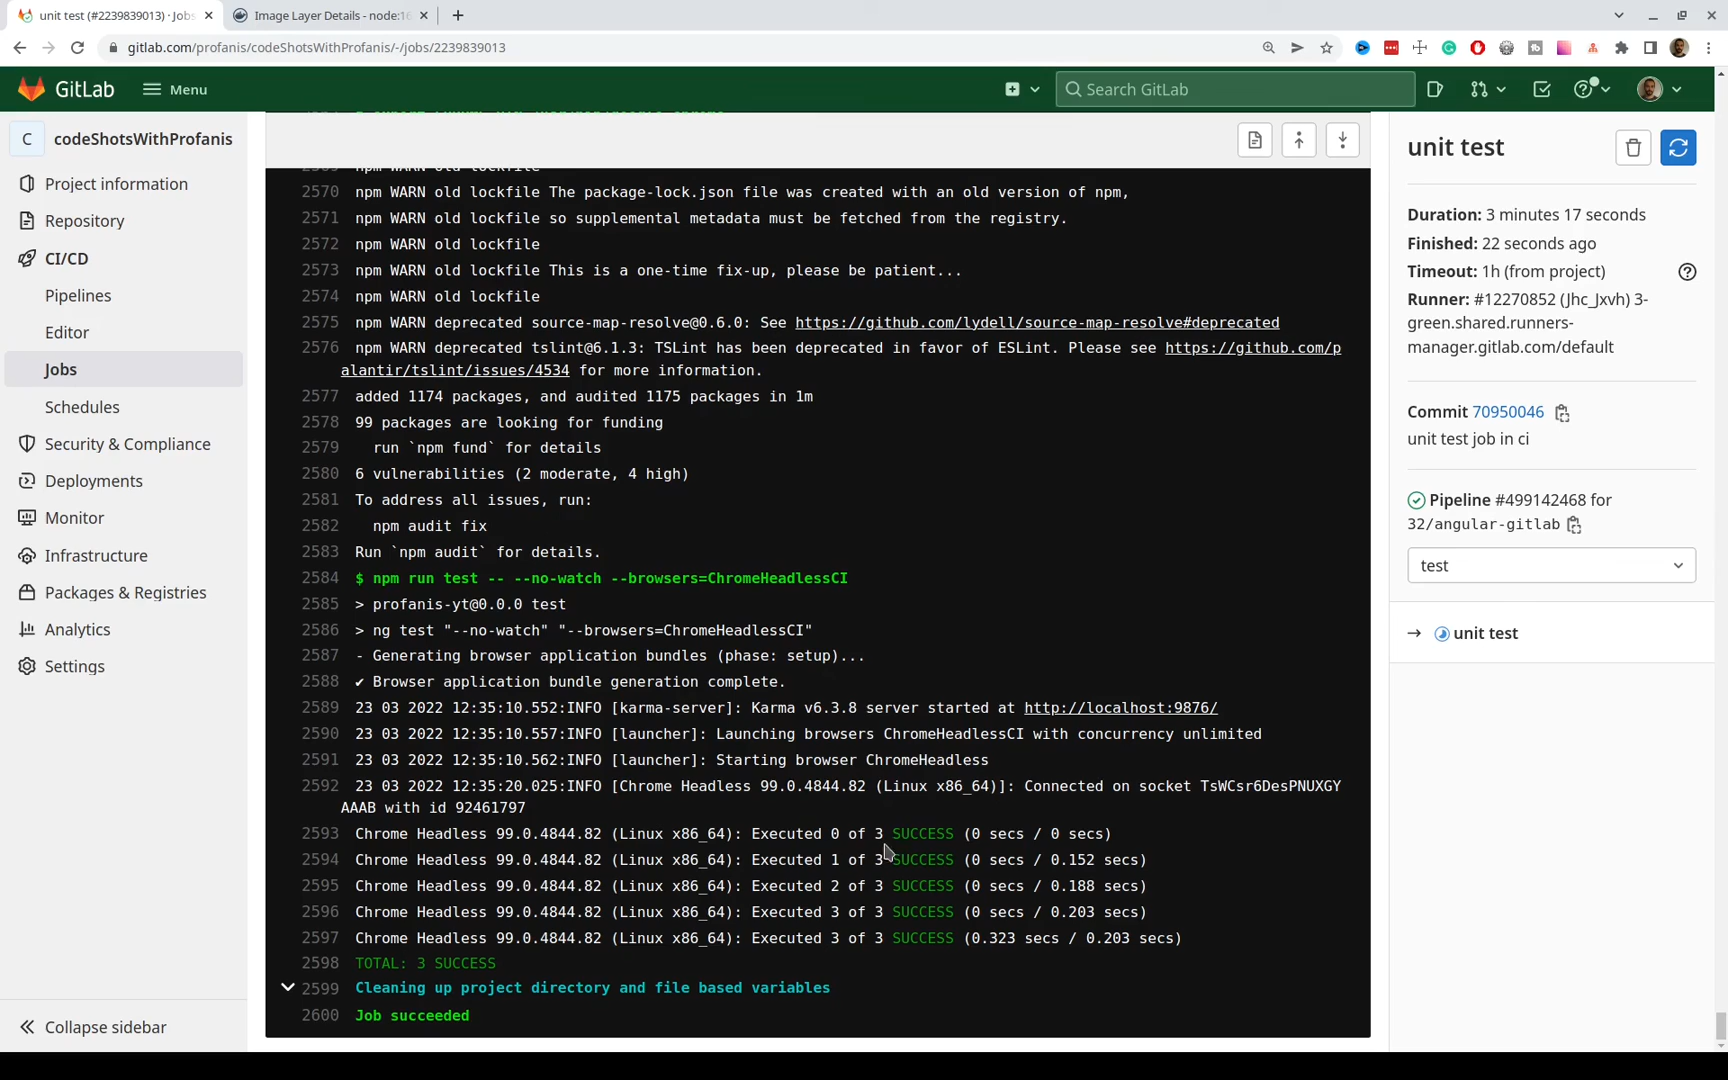 unit test (#2239839013) · Jobs
Image Layer Details - node:16
gitlab.com/profanis/codeShotsWithProfanis/-/jobs/2239839013
GitLab
Menu
Search GitLab
C
codeShotsWithProfanis
Project information
Repository
CI/CD
Pipelines
Editor
Jobs
Schedules
Security & Compliance
Deployments
Monitor
Infrastructure
Packages & Registries
Analytics
Settings
Collapse sidebar
2569 npm WARN old lockfile
2570 npm WARN old lockfile The package-lock.json file was created with an old version of npm,
2571 npm WARN old lockfile so supplemental metadata must be fetched from the registry.
2572 npm WARN old lockfile
2573 npm WARN old lockfile This is a one-time fix-up, please be patient...
2574 npm WARN old lockfile
2575 npm WARN deprecated source-map-resolve@0.6.0: See https://github.com/lydell/source-map-resolve#deprecated
2576 npm WARN deprecated tslint@6.1.3: TSLint has been deprecated in favor of ESLint. Please see https://github.com/p
alantir/tslint/issues/4534 for more information.
2577 added 1174 packages, and audited 1175 packages in 1m
2578 99 packages are looking for funding
2579 run `npm fund` for details
2580 6 vulnerabilities (2 moderate, 4 high)
2581 To address all issues, run:
2582 npm audit fix
2583 Run `npm audit` for details.
2584 $ npm run test -- --no-watch --browsers=ChromeHeadlessCI
2585 > profanis-yt@0.0.0 test
2586 > ng test "--no-watch" "--browsers=ChromeHeadlessCI"
2587 - Generating browser application bundles (phase: setup)...
2588 ✔ Browser application bundle generation complete.
2589 23 03 2022 12:35:10.552:INFO [karma-server]: Karma v6.3.8 server started at http://localhost:9876/
2590 23 03 2022 12:35:10.557:INFO [launcher]: Launching browsers ChromeHeadlessCI with concurrency unlimited
2591 23 03 2022 12:35:10.562:INFO [launcher]: Starting browser ChromeHeadless
2592 23 03 2022 12:35:20.025:INFO [Chrome Headless 99.0.4844.82 (Linux x86_64)]: Connected on socket TsWCsr6DesPNUXGY
AAAB with id 92461797
2593 Chrome Headless 99.0.4844.82 (Linux x86_64): Executed 0 of 3 SUCCESS (0 secs / 0 secs)
2594 Chrome Headless 99.0.4844.82 (Linux x86_64): Executed 1 of 3 SUCCESS (0 secs / 0.152 secs)
2595 Chrome Headless 99.0.4844.82 (Linux x86_64): Executed 2 of 3 SUCCESS (0 secs / 0.188 secs)
2596 Chrome Headless 99.0.4844.82 (Linux x86_64): Executed 3 of 3 SUCCESS (0 secs / 0.203 secs)
2597 Chrome Headless 99.0.4844.82 (Linux x86_64): Executed 3 of 3 SUCCESS (0.323 secs / 0.203 secs)
2598 TOTAL: 3 SUCCESS
2599 Cleaning up project directory and file based variables
2600 Job succeeded
unit test
Duration: 3 minutes 17 seconds
Finished: 22 seconds ago
Timeout: 1h (from project)
Runner: #12270852 (Jhc_Jxvh) 3-
green.shared.runners-
manager.gitlab.com/default
Commit 70950046
unit test job in ci
Pipeline #499142468 for
32/angular-gitlab
test
→ unit test